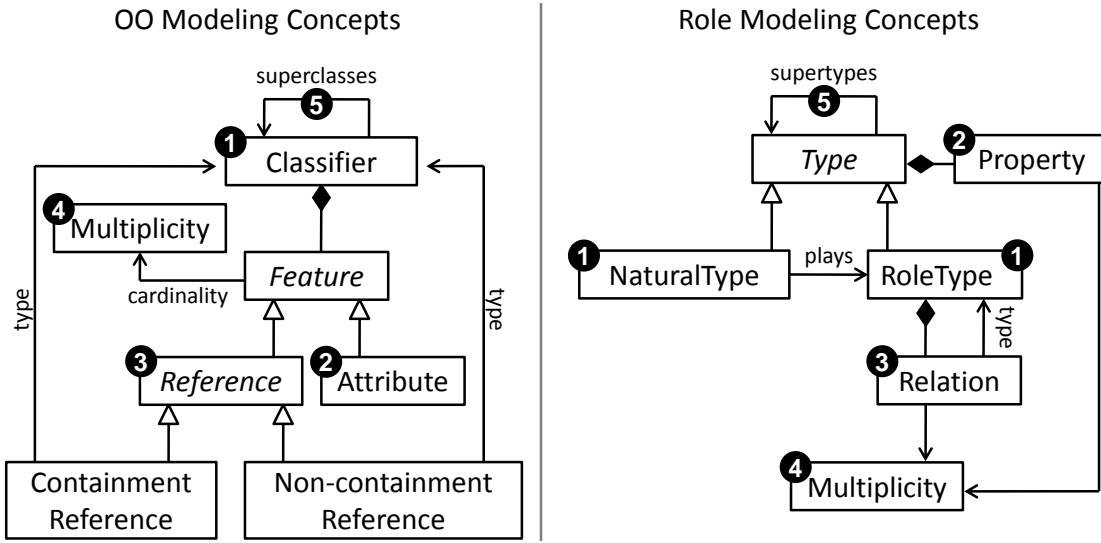 OO Modeling Concepts
superclasses
5
1
Classifier
4
Multiplicity
cardinality
Feature
type
type
3
Reference
2
Attribute
Containment
Reference
Non-containment
Reference
Role Modeling Concepts
supertypes
5
Type
2
Property
1
NaturalType
plays
RoleType
1
type
3
Relation
4
Multiplicity